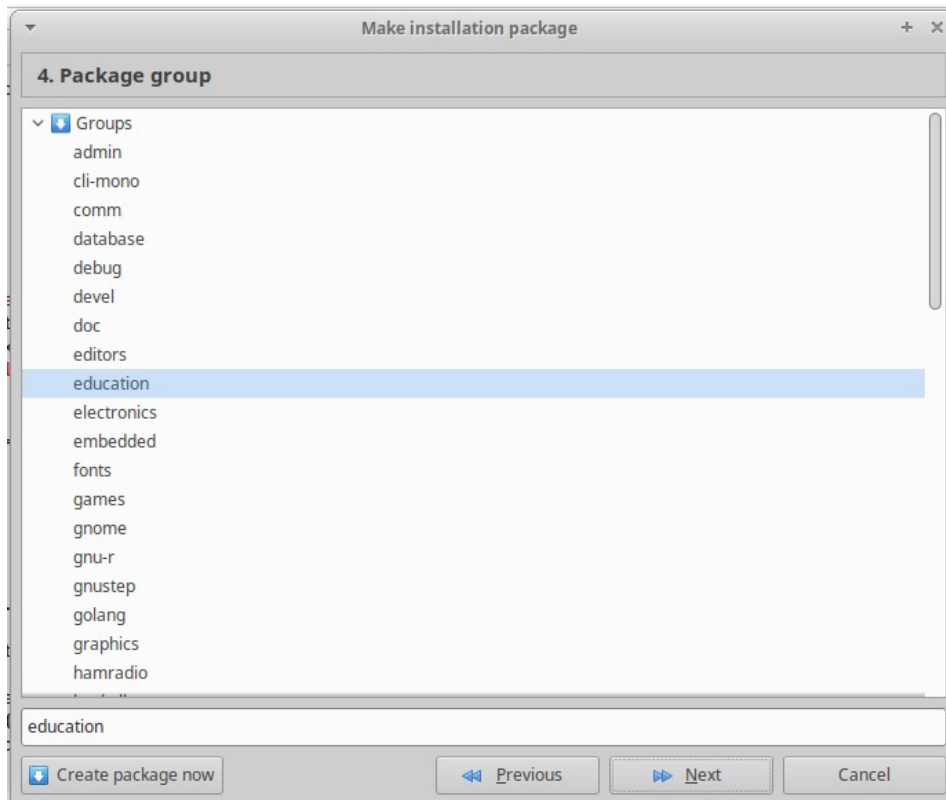 Make installation package
4. Package group
Groups
admin
cli-mono
comm
database
debug
devel
doc
editors
education
electronics
embedded
fonts
games
gnome
gnu-r
gnustep
golang
graphics
hamradio
education
Create package now
Previous
Next
Cancel